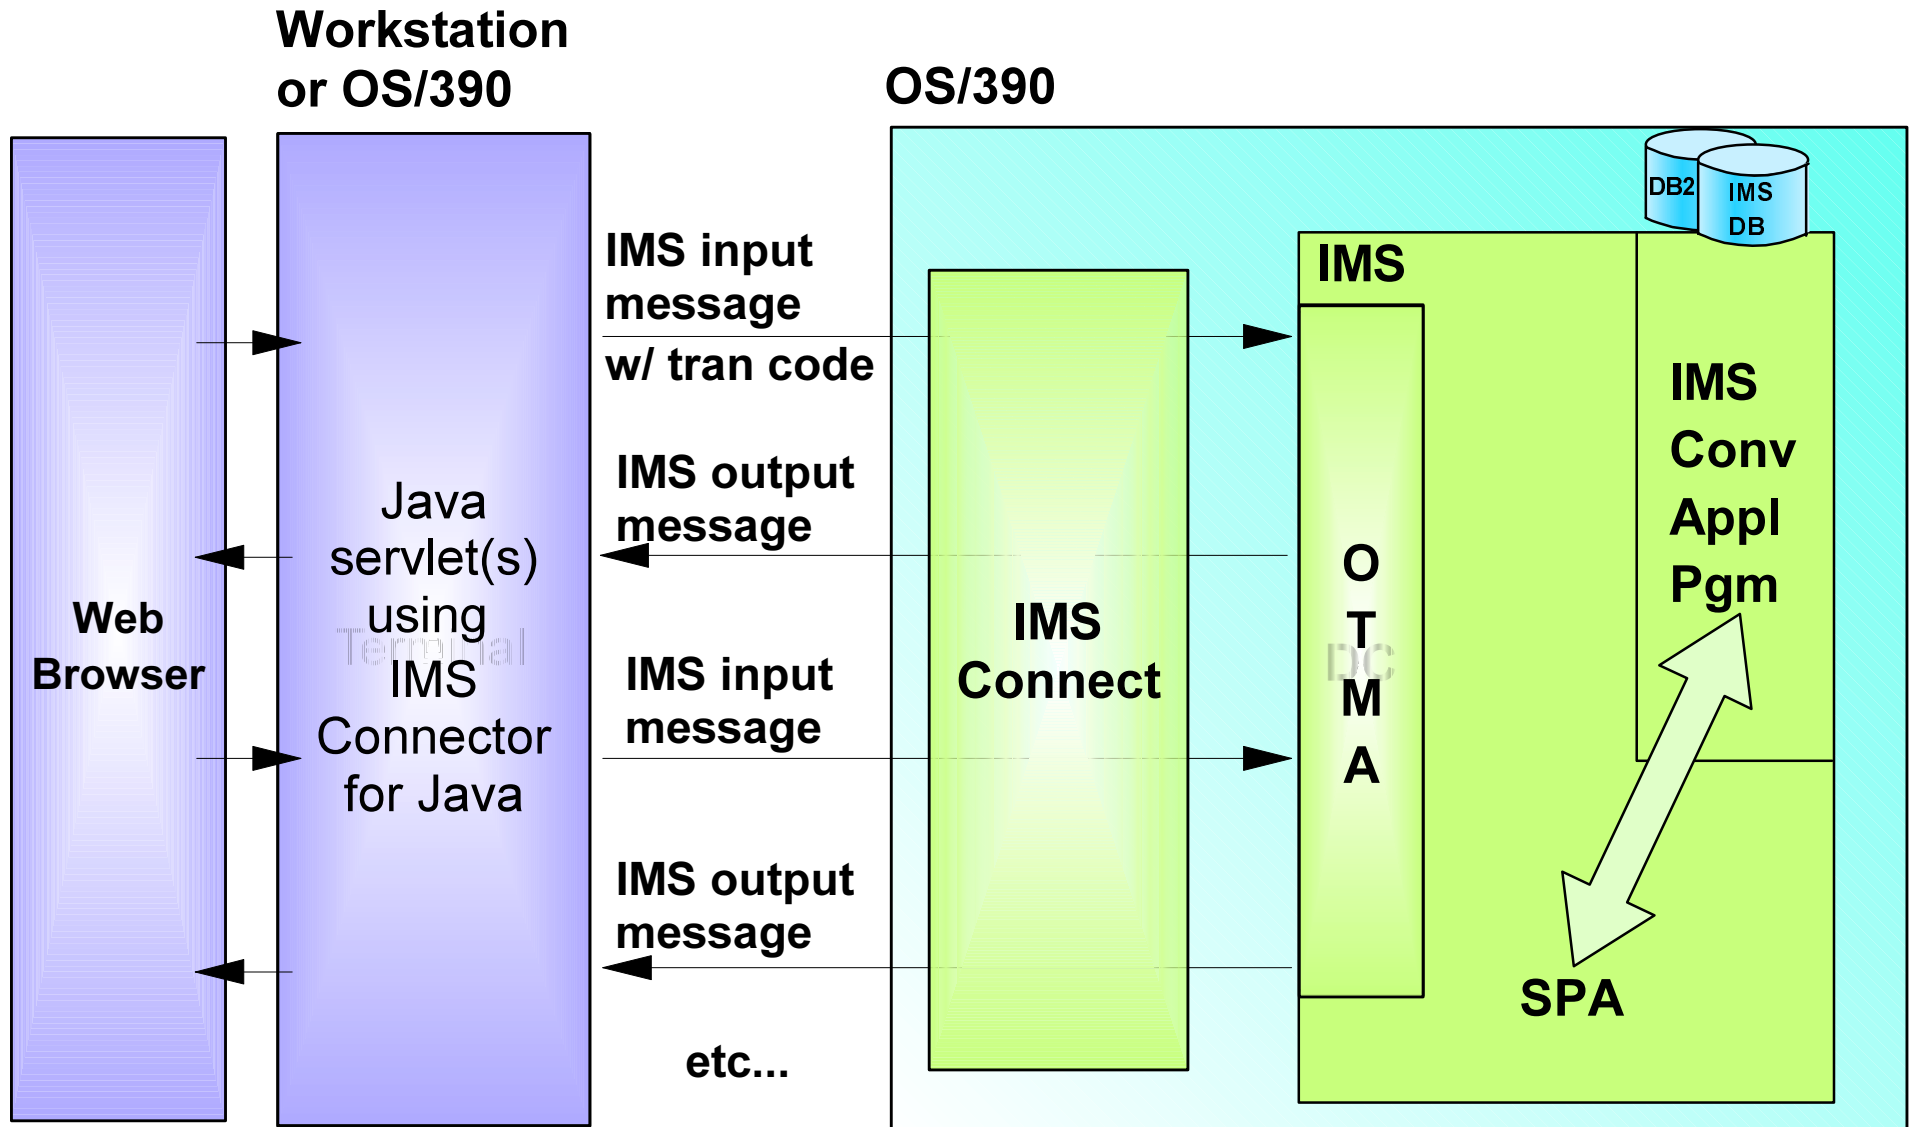 Workstation
or OS/390
OS/390
Web
Browser
Terminal
Java
servlet(s)
using
IMS
Connector
for Java
IMS input
message
w/ tran code
IMS output
message
IMS input
message
IMS output
message
etc...
IMS
Connect
IMS
DC
O
T
M
A
DB2
IMS
DB
IMS
Conv
Appl
Pgm
SPA